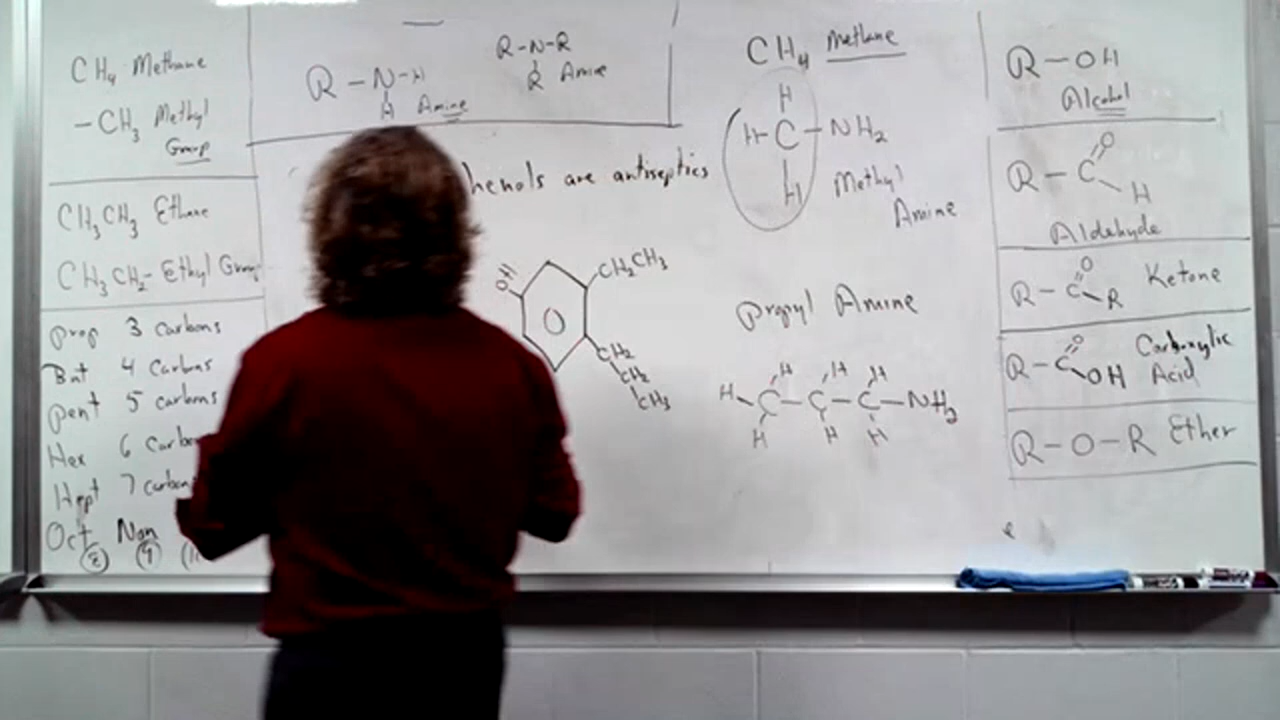 CH4 Methane
-CH3 Methyl
Group
CH3CH3 Ethane
CH3CH2- Ethyl Group
Prop 3 carbons
But 4 carbons
Pent 5 carbons
Hex 6 carbo
Hept 7 carbon
Oct Non
(8) (9)
R-N-H
H Amine
R-N-R
R Amine
henols are antiseptics
OH
CH2CH3
CH2
CH2
CH3
CH4 Methane
H
H-C-NH2
H
Methyl
Amine
Propyl Amine
H H H
H-C-C-C-NH2
H H H
R-OH
Alcohol
O
R-C
H
Aldehyde
O
R-C-R Ketone
O
R-C OH Carboxylic
Acid
R-O-R Ether